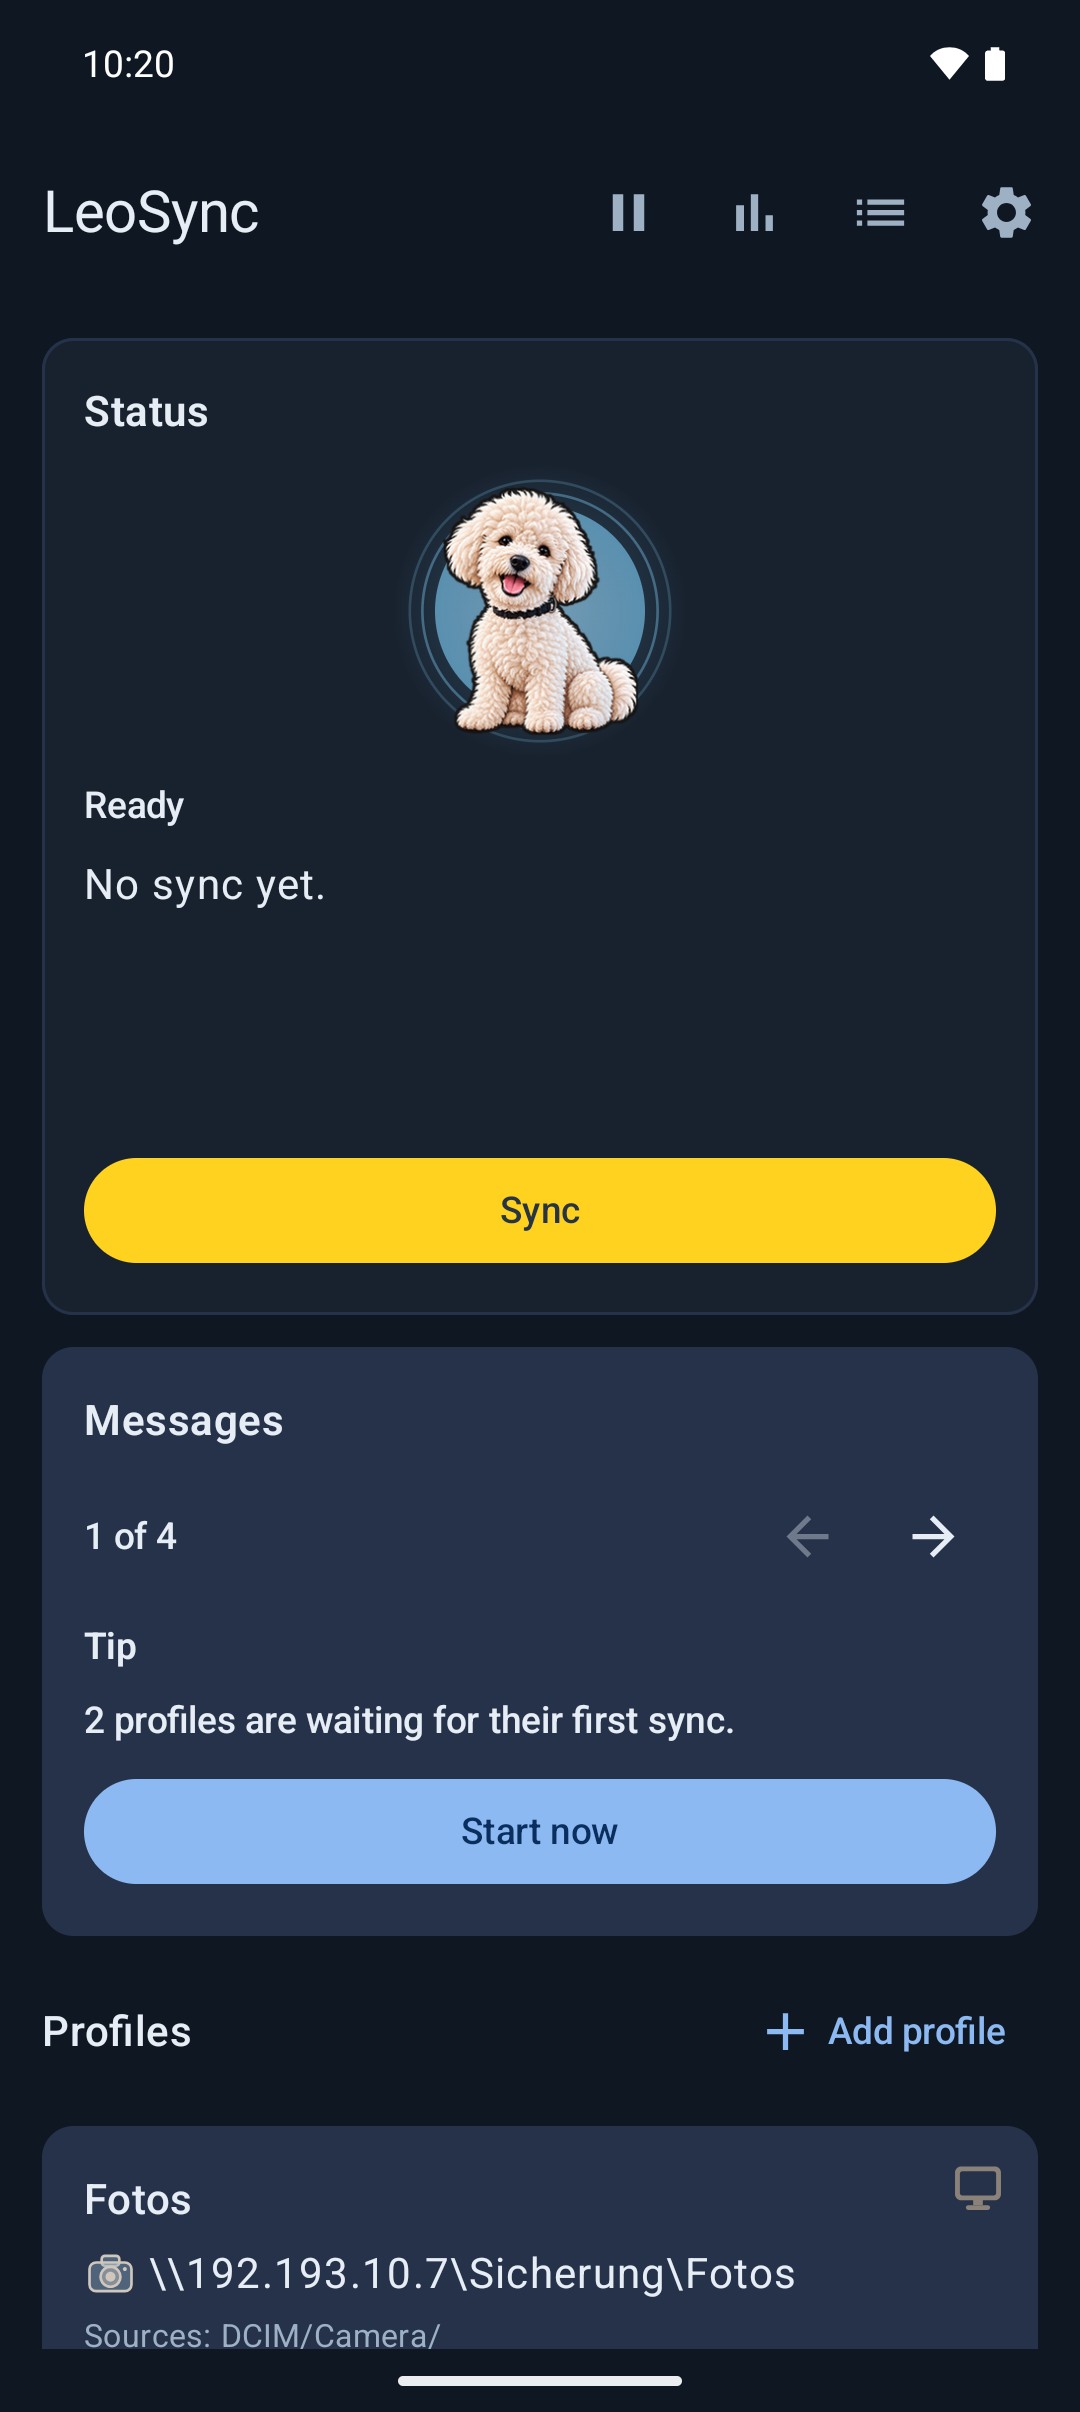 10:20
LeoSync
Status
Ready
No sync yet.
Sync
Messages
1 of 4
Tip
2 profiles are waiting for their first sync.
Start now
Profiles
Add profile
Fotos
\\192.193.10.7\Sicherung\Fotos
Sources: DCIM/Camera/